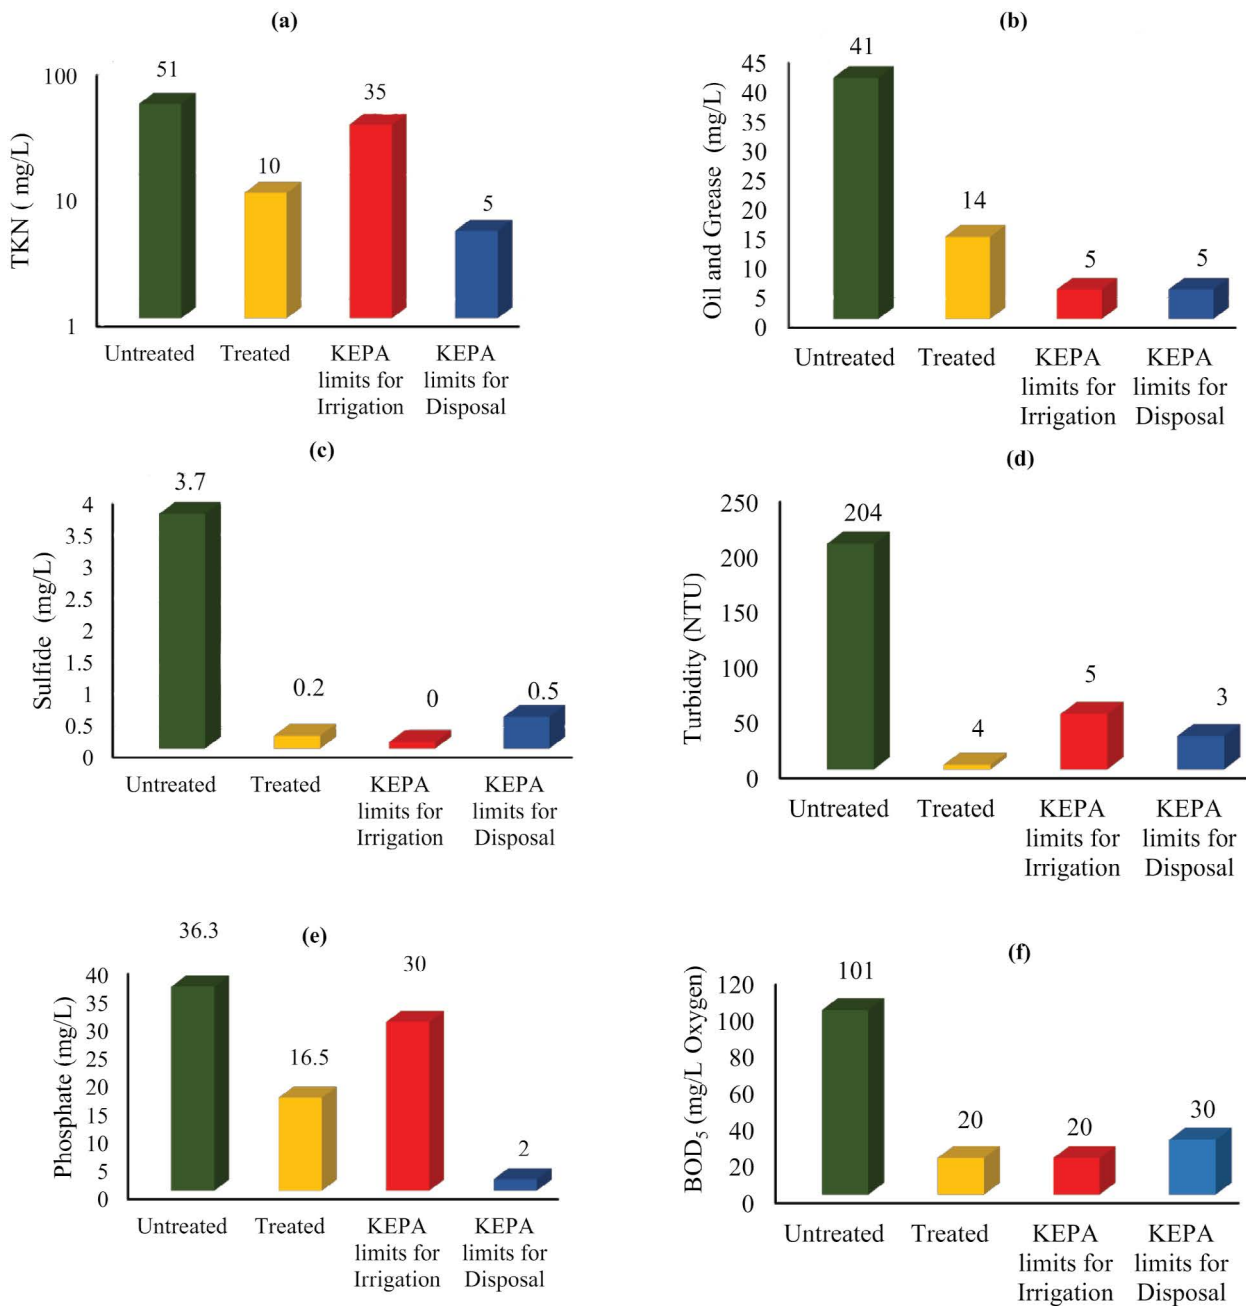 (a)
TKN ( mg/L)
100
10
1
51
10
35
5
Untreated
Treated
KEPA
limits for
Irrigation
KEPA
limits for
Disposal
(b)
Oil and Grease (mg/L)
45
40
35
30
25
20
15
10
5
0
41
14
5
5
Untreated
Treated
KEPA
limits for
Irrigation
KEPA
limits for
Disposal
(c)
Sulfide (mg/L)
4
3.5
3
2.5
2
1.5
1
0.5
0
3.7
0.2
0
0.5
Untreated
Treated
KEPA
limits for
Irrigation
KEPA
limits for
Disposal
(d)
Turbidity (NTU)
250
200
150
100
50
0
204
4
5
3
Untreated
Treated
KEPA
limits for
Irrigation
KEPA
limits for
Disposal
(e)
Phosphate (mg/L)
40
35
30
25
20
15
10
5
0
36.3
16.5
30
2
Untreated
Treated
KEPA
limits for
Irrigation
KEPA
limits for
Disposal
(f)
BOD₅ (mg/L Oxygen)
120
100
80
60
40
20
0
101
20
20
30
Untreated
Treated
KEPA
limits for
Irrigation
KEPA
limits for
Disposal